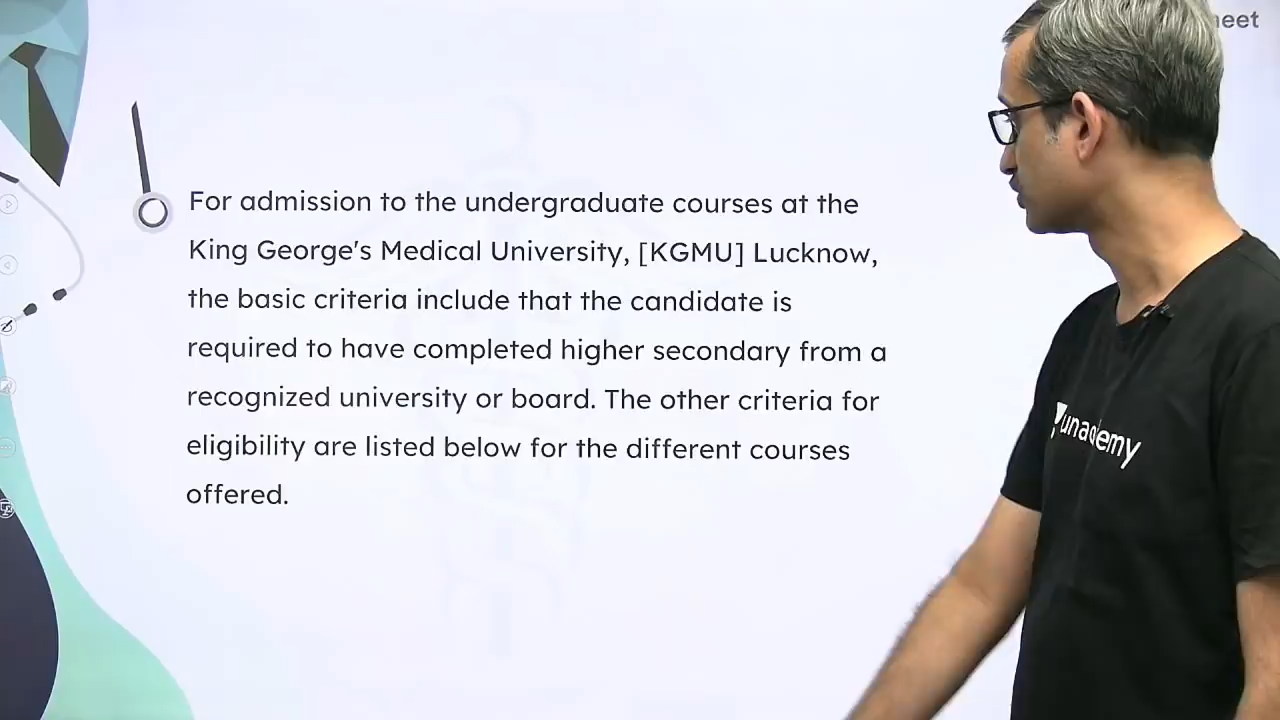 For admission to the undergraduate courses at the
King George's Medical University, [KGMU] Lucknow,
the basic criteria include that the candidate is
required to have completed higher secondary from a
recognized university or board. The other criteria for
eligibility are listed below for the different courses
offered.
unacademy